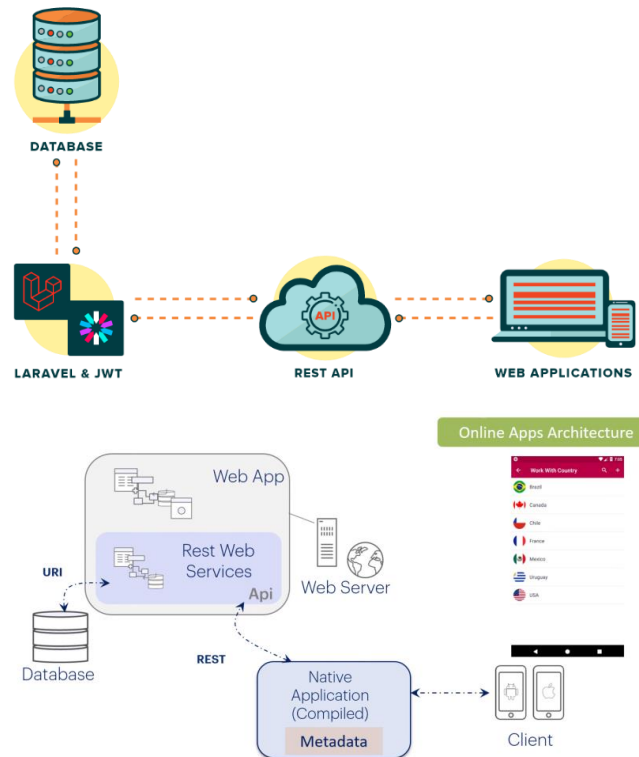 DATABASE
API
LARAVEL & JWT
REST API
WEB APPLICATIONS
Online Apps Architecture
Web App
Rest Web
Services
Api
URI
Database
REST
Web Server
Native
Application
(Compiled)
Metadata
Work With Country
Brazil
Canada
Chile
France
Mexico
Uruguay
USA
Client